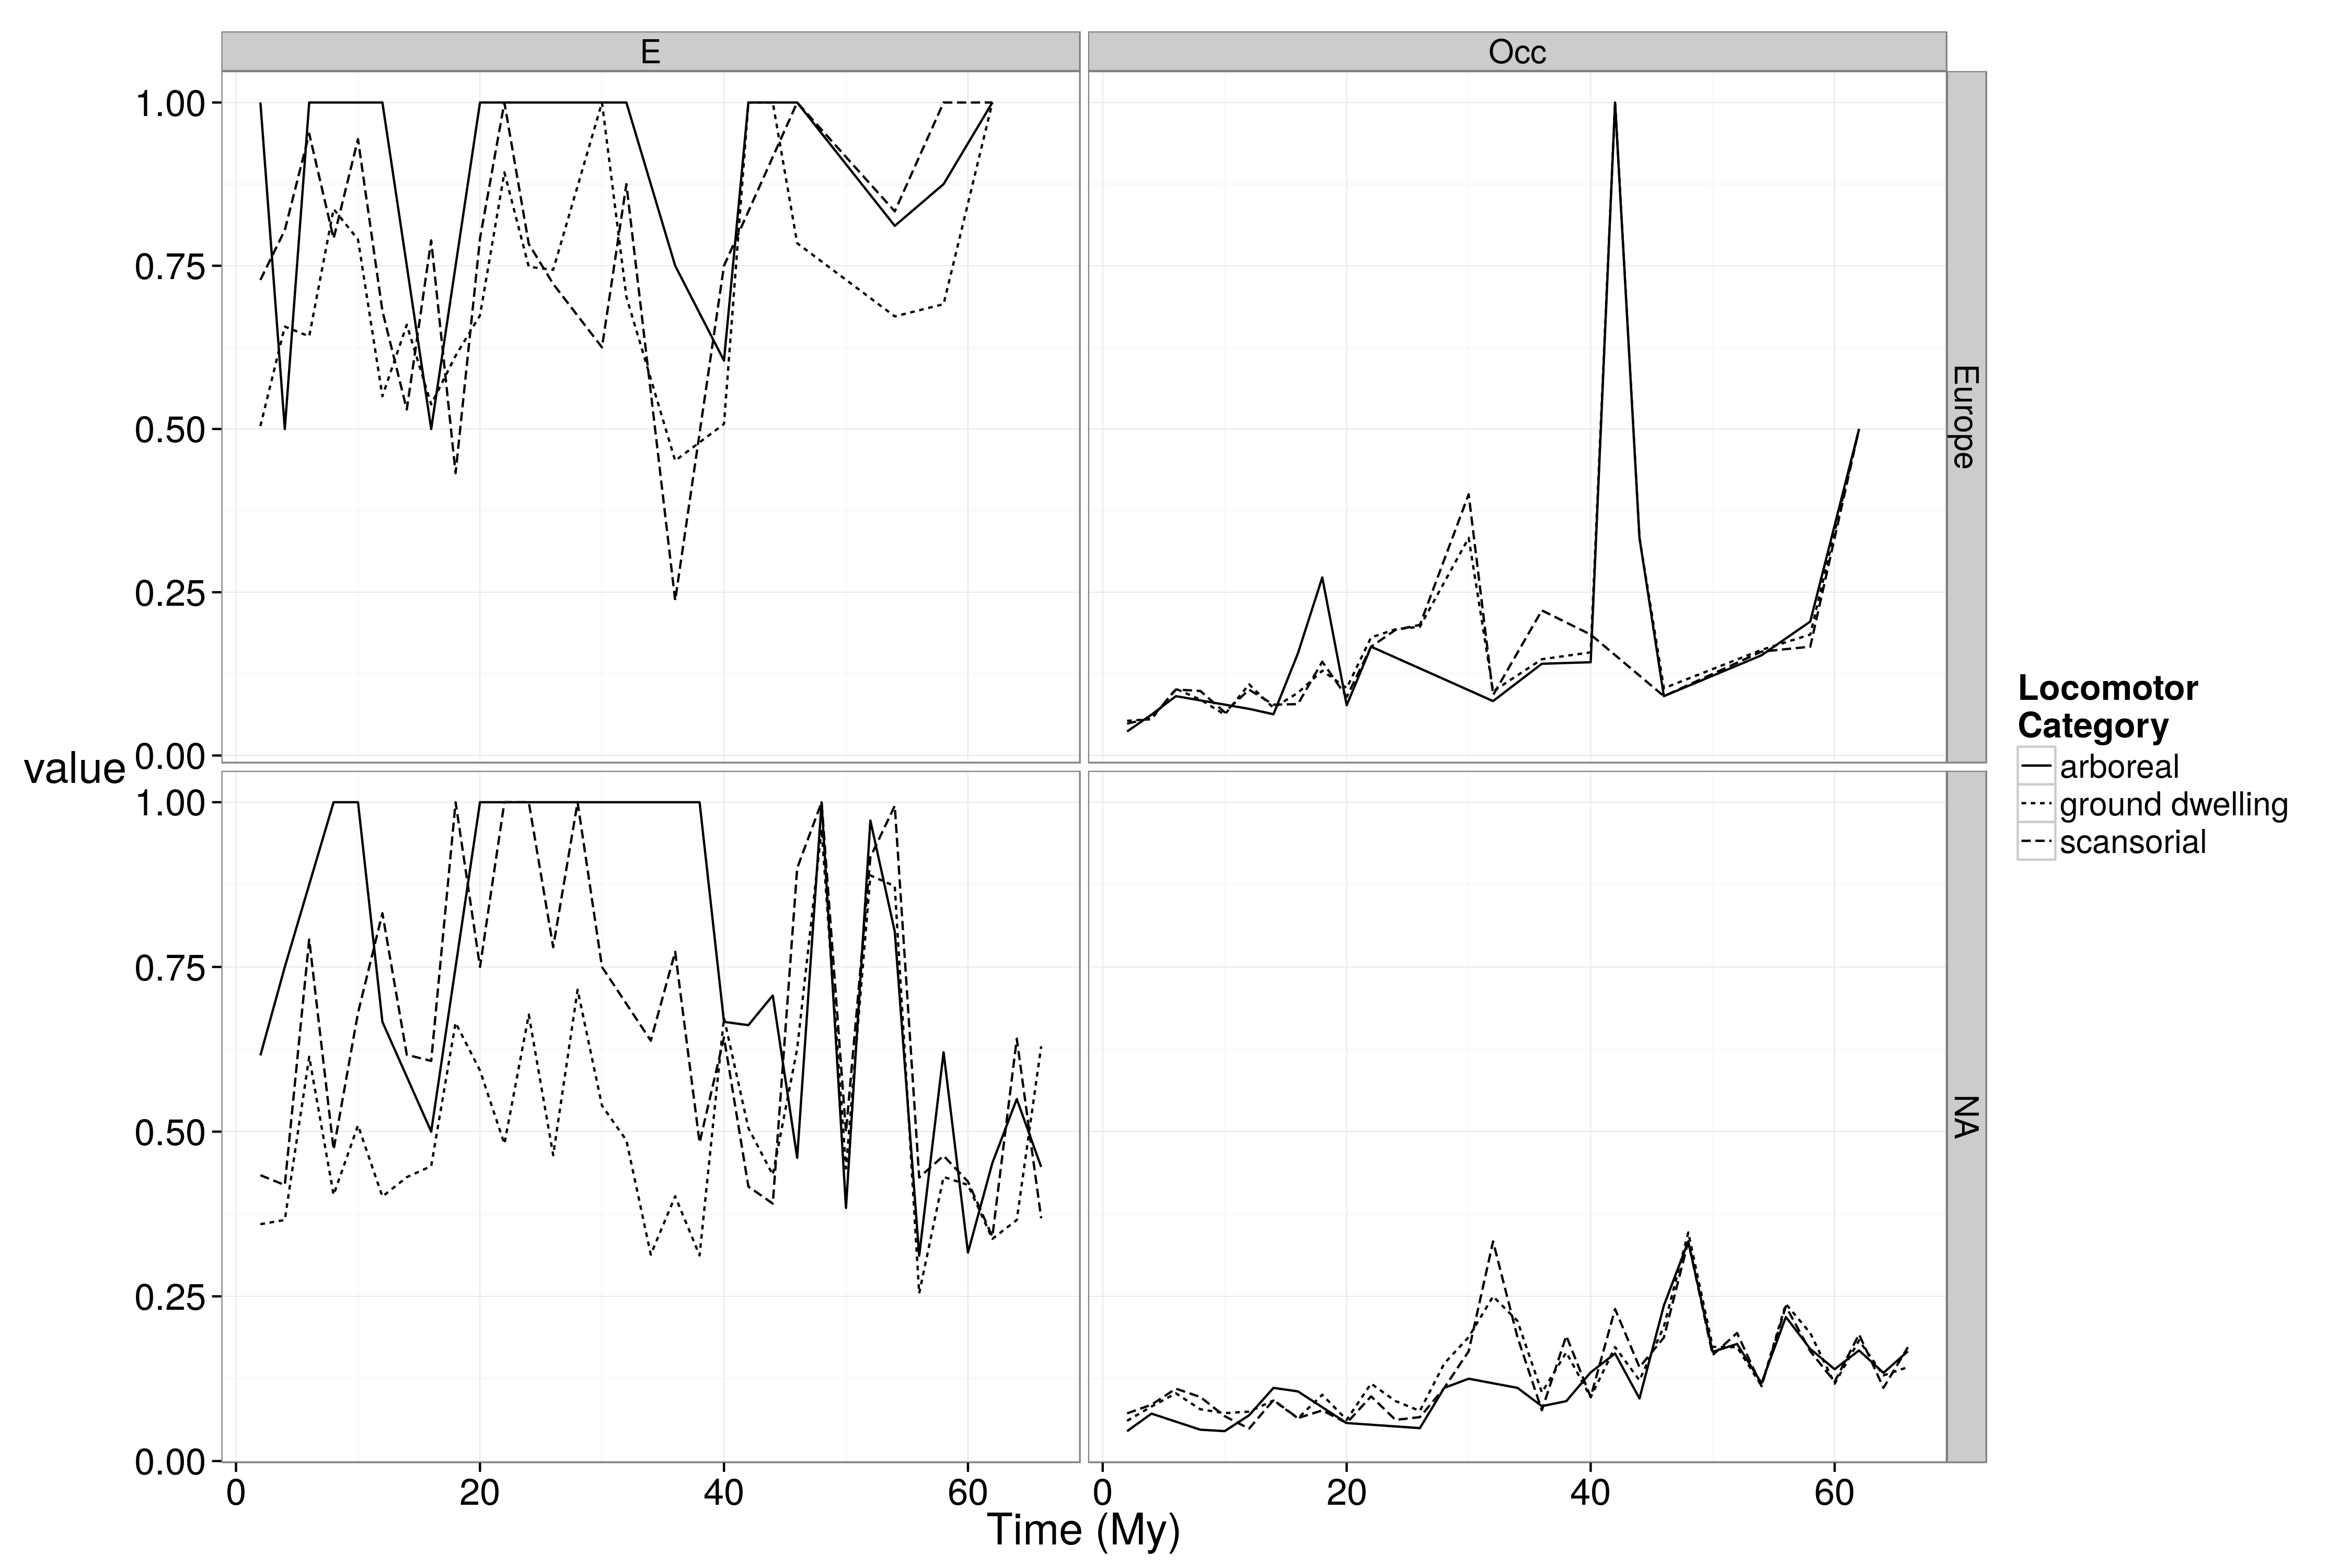 E
Occ
1.00
0.75
0.50
0.25
0.00
Europe
value
1.00
0.75
0.50
0.25
0.00
NA
0
20
40
60
0
20
40
60
Time (My)
Locomotor
Category
arboreal
ground dwelling
scansorial